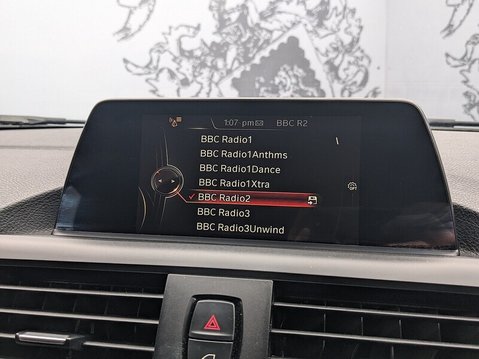 1:07 pm BBC R2
BBC Radio1
BBC Radio1Anthms
BBC Radio1Dance
BBC Radio1Xtra
BBC Radio2
BBC Radio3
BBC Radio3Unwind